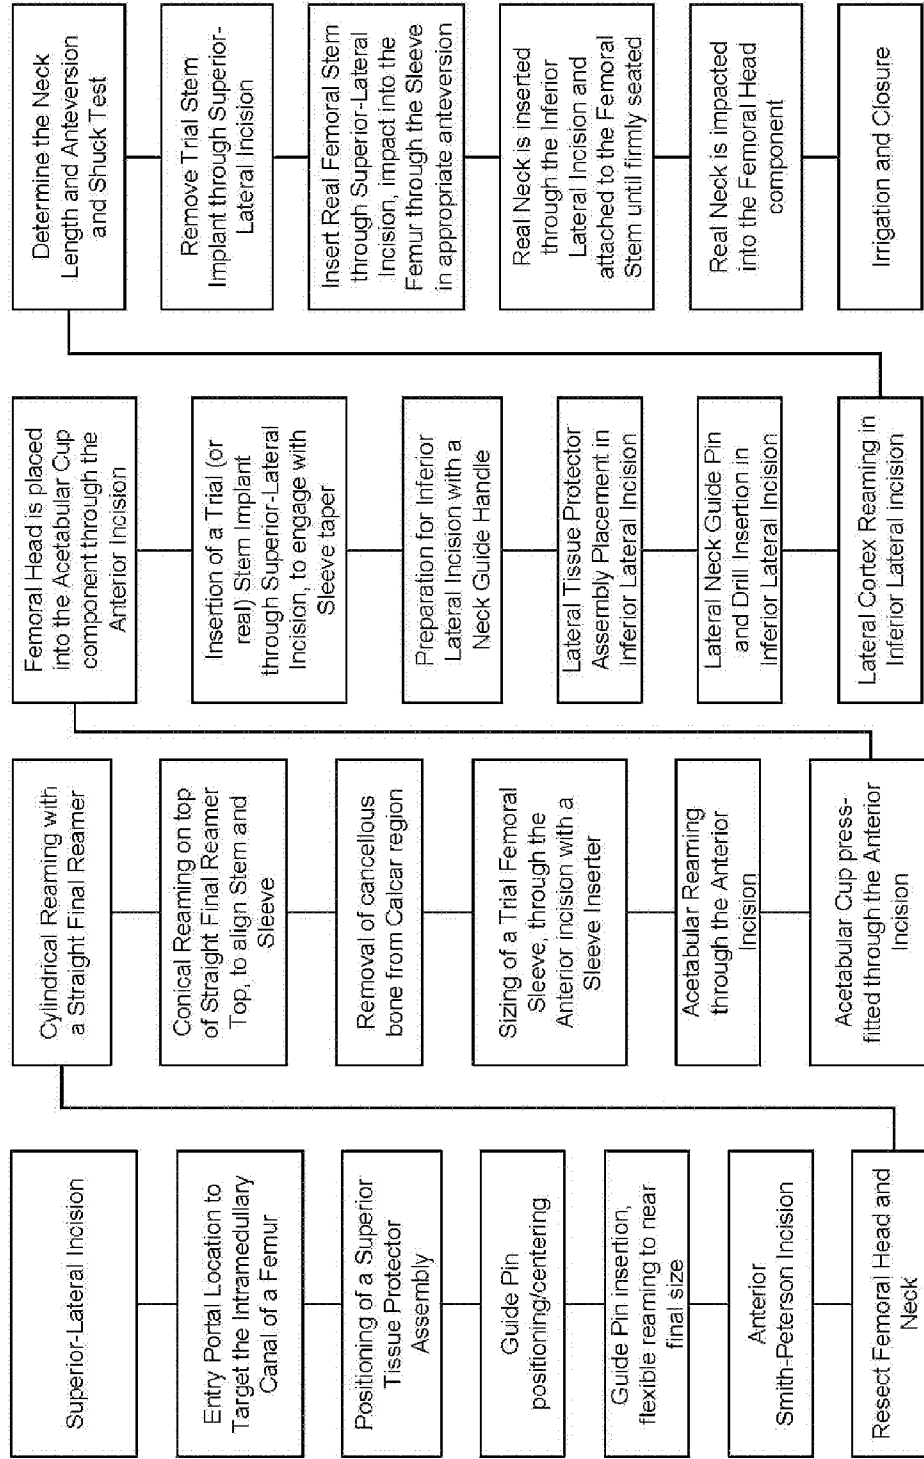 Superior-Lateral Incision
Entry Portal Location to
Target the Intramedullary
Canal of a Femur
Positioning of a Superior
Tissue Protector
Assembly
Guide Pin
positioning/centering
Guide Pin insertion,
flexible reaming to near
final size
Anterior
Smith-Peterson Incision
Resect Femoral Head and
Neck
Cylindrical Reaming with
a Straight Final Reamer
Conical Reaming on top
of Straight Final Reamer
Top, to align Stem and
Sleeve
Removal of cancellous
bone from Calcar region
Sizing of a Trial Femoral
Sleeve, through the
Anterior incision with a
Sleeve Inserter
Acetabular Reaming
through the Anterior
Incision
Acetabular Cup press-
fitted through the Anterior
Incision
Femoral Head is placed
into the Acetabular Cup
component through the
Anterior Incision
Insertion of a Trial (or
real) Stem Implant
through Superior-Lateral
Incision, to engage with
Sleeve taper
Preparation for Inferior
Lateral Incision with a
Neck Guide Handle
Lateral Tissue Protector
Assembly Placement in
Inferior Lateral Incision
Lateral Neck Guide Pin
and Drill Insertion in
Inferior Lateral Incision
Lateral Cortex Reaming in
Inferior Lateral incision
Determine the Neck
Length and Anteversion
and Shuck Test
Remove Trial Stem
Implant through Superior-
Lateral Incision
Insert Real Femoral Stem
through Superior-Lateral
Incision, impact into the
Femur through the Sleeve
in appropriate anteversion
Real Neck is inserted
through the Inferior
Lateral Incision and
attached to the Femoral
Stem until firmly seated
Real Neck is impacted
into the Femoral Head
component
Irrigation and Closure